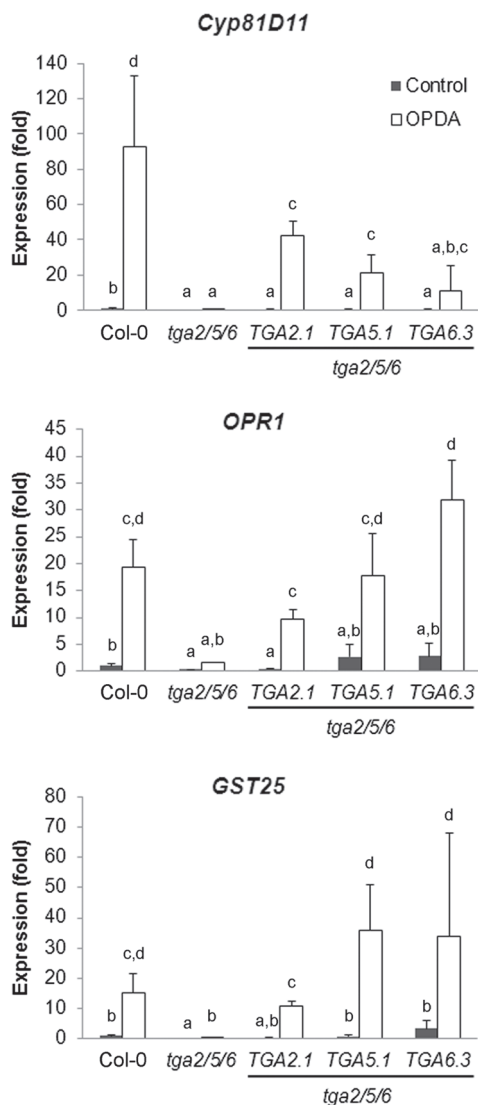 Cyp81D11
Expression (fold)
140
120
100
80
60
40
20
0
Control
OPDA
b d a a a c a c a a,b,c
Col-0 tga2/5/6 TGA2.1 TGA5.1 TGA6.3
tga2/5/6
OPR1
Expression (fold)
45
40
35
30
25
20
15
10
5
0
b c,d a a,b a c a,b c,d a,b d
Col-0 tga2/5/6 TGA2.1 TGA5.1 TGA6.3
tga2/5/6
GST25
Expression (fold)
80
70
60
50
40
30
20
10
0
b c,d a b a,b c b d b d
Col-0 tga2/5/6 TGA2.1 TGA5.1 TGA6.3
tga2/5/6